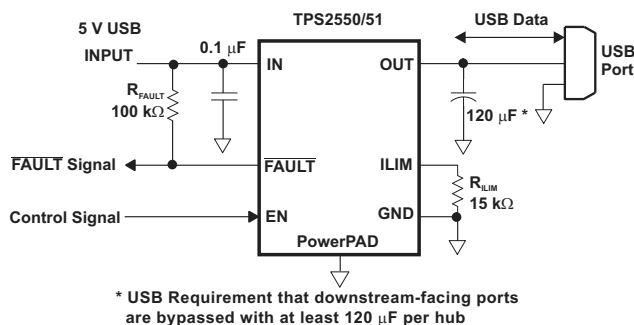 TPS2550/51
5 V USB
INPUT
0.1 μF
IN
OUT
USB Data
USB
Port
R_FAULT
100 kΩ
120 μF *
FAULT Signal
FAULT
ILIM
R_ILIM
15 kΩ
Control Signal
EN
GND
PowerPAD
* USB Requirement that downstream-facing ports
are bypassed with at least 120 μF per hub